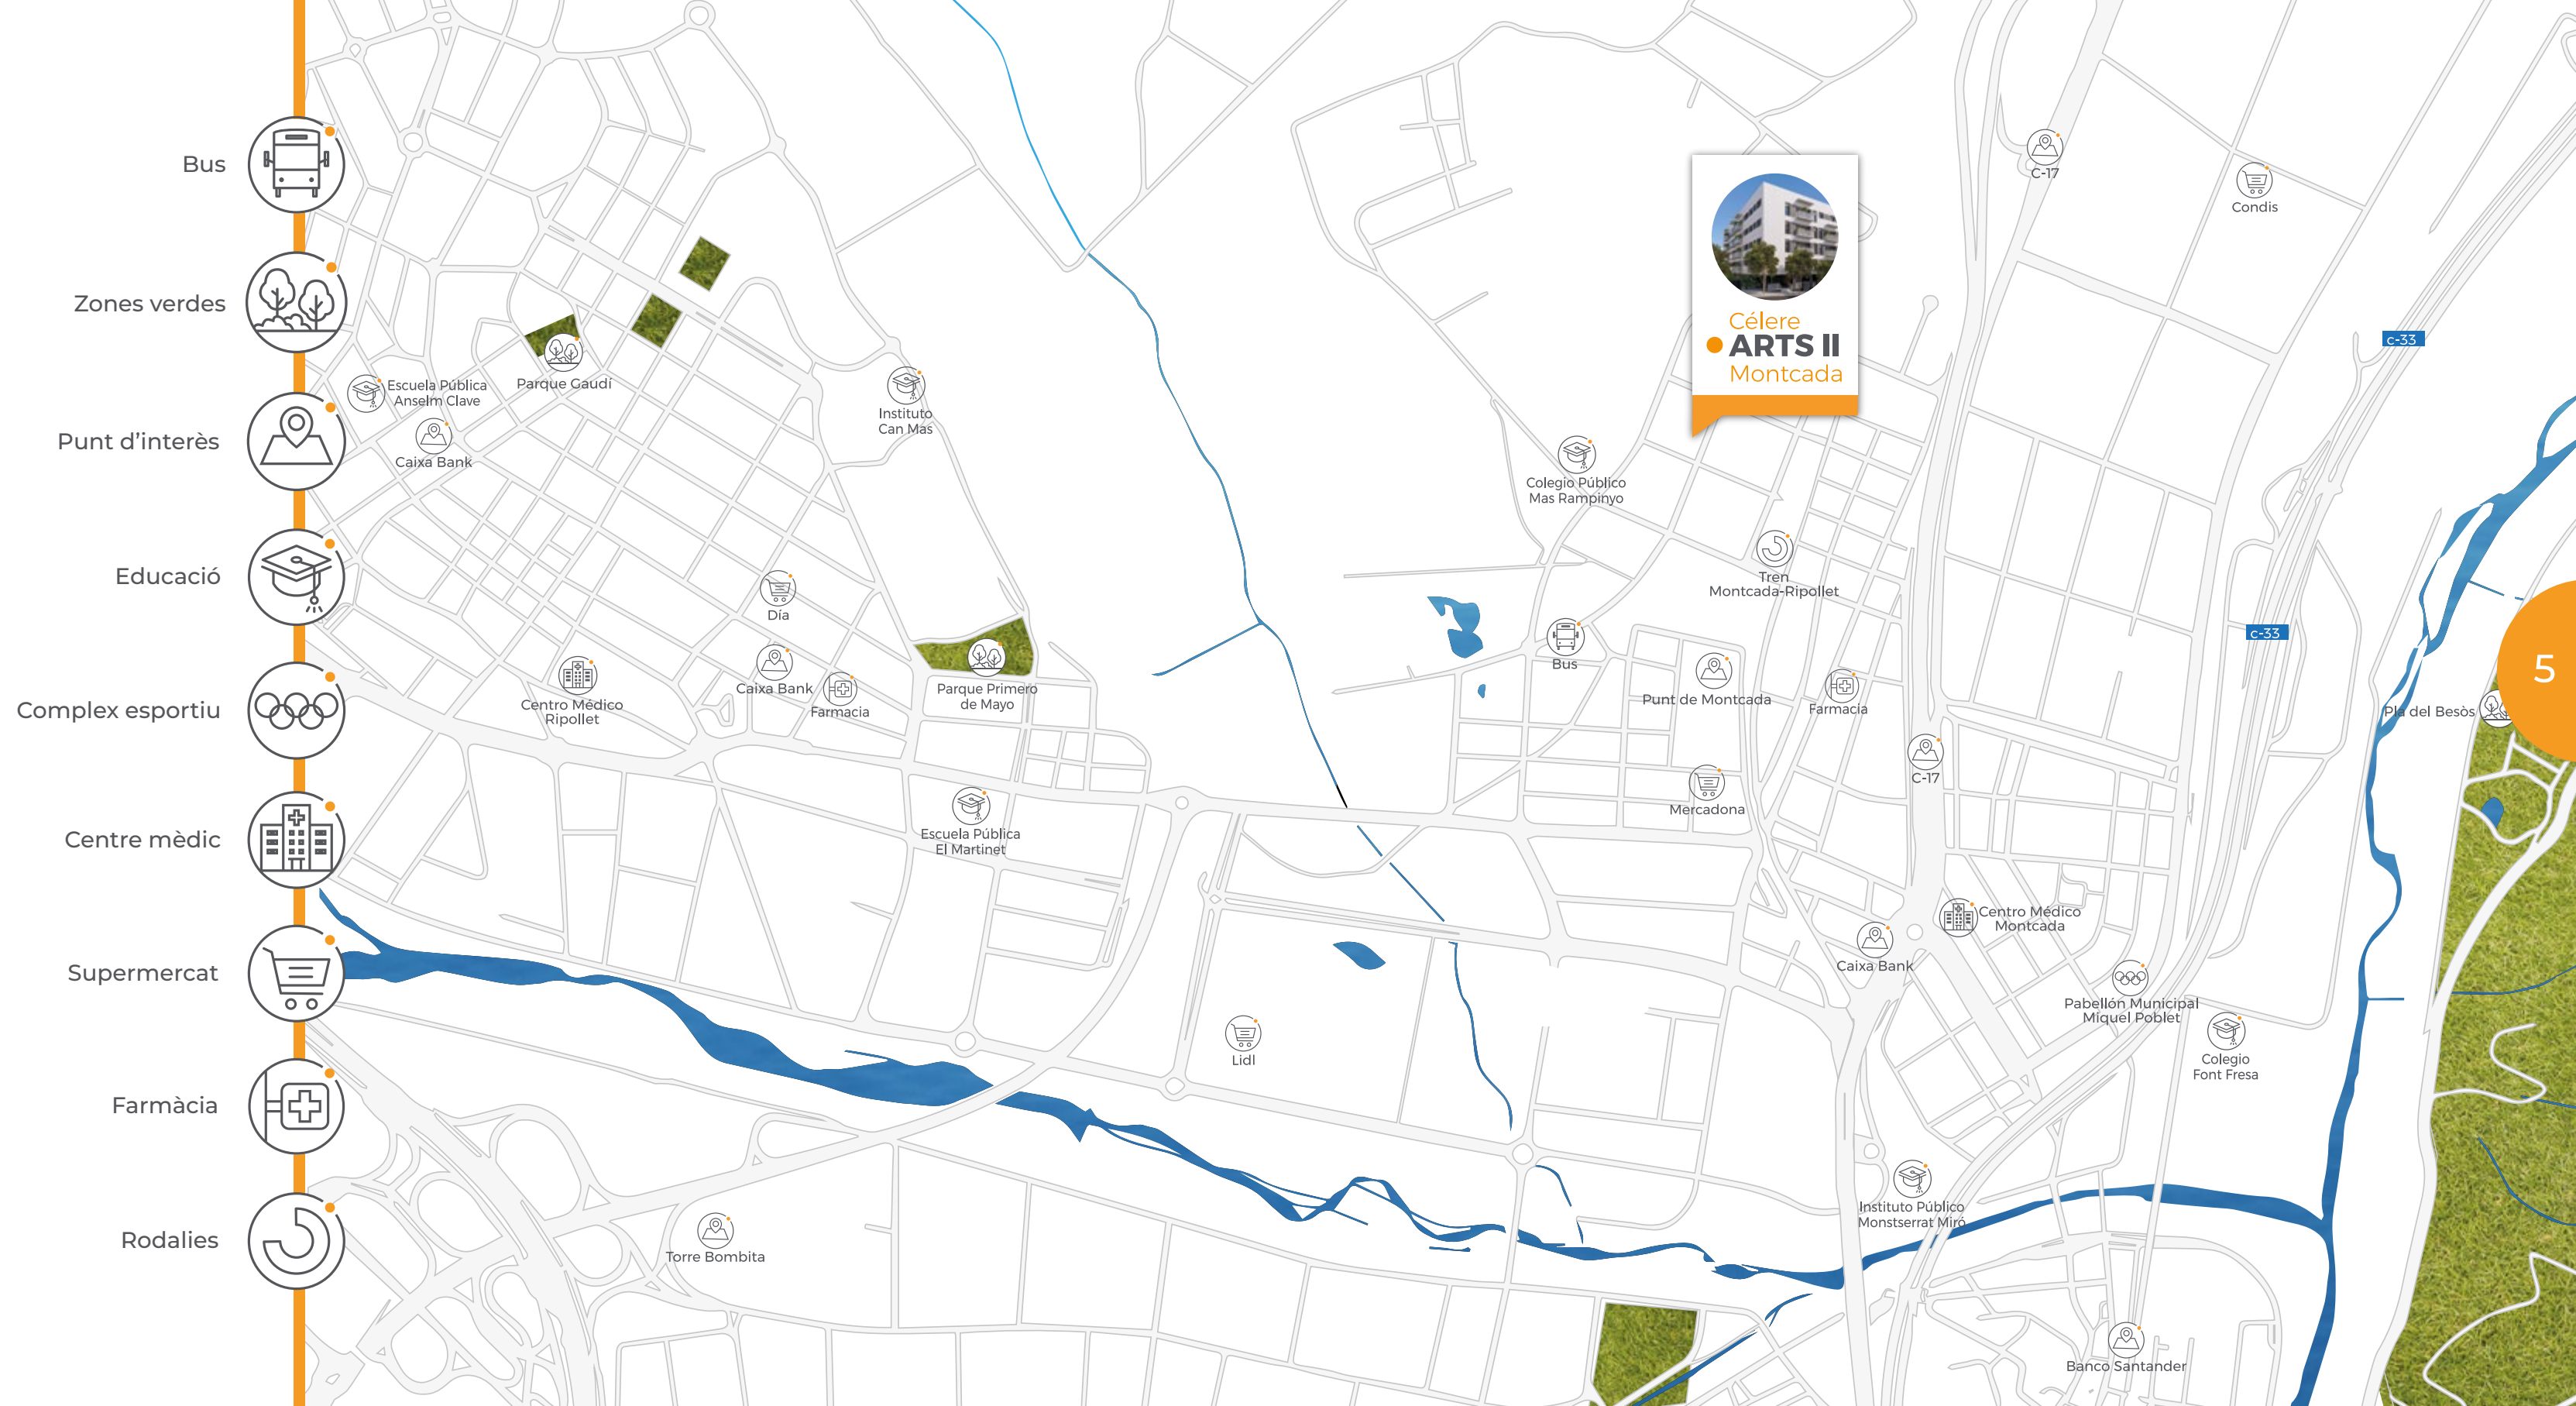 Bus
Zones verdes
Punt d'interès
Educació
Complex esportiu
Centre mèdic
Supermercat
Farmàcia
Rodalies
Escuela Pública
Anselm Clave
Caixa Bank
Parque Gaudí
Instituto
Can Mas
Día
Caixa Bank
Centro Médico
Ripollet
Farmacia
Parque Primero
de Mayo
Escuela Pública
El Martinet
Lidl
Torre Bombita
Célere
ARTS II
Montcada
C-17
Condis
c-33
Colegio Público
Mas Rampinyo
Tren
Montcada-Ripollet
c-33
Bus
Punt de Montcada
Farmacia
Pla del Besòs
5
C-17
Mercadona
Centro Médico
Montcada
Caixa Bank
Pabellón Municipal
Miquel Poblet
Colegio
Font Fresa
Instituto Público
Monstserrat Miró
Banco Santander